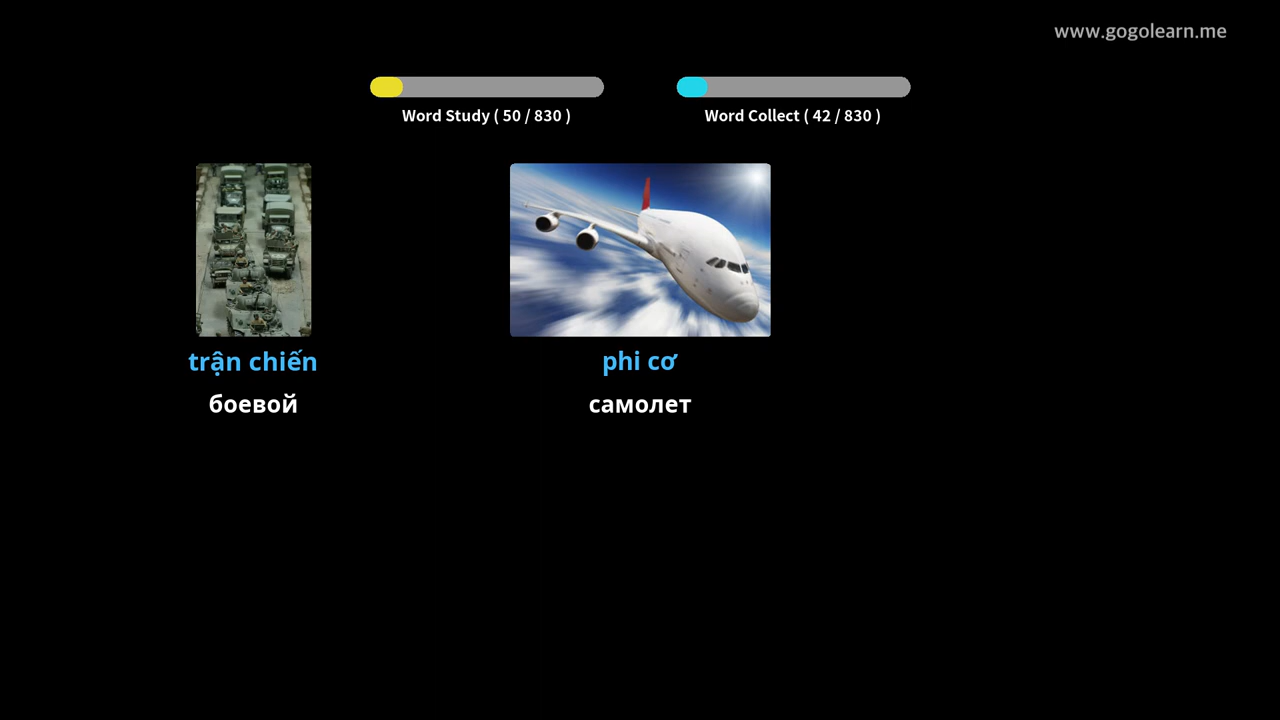 www.gogolearn.me
Word Study ( 50 / 830 )
Word Collect ( 42 / 830 )
trận chiến
phi cơ
боевой
самолет